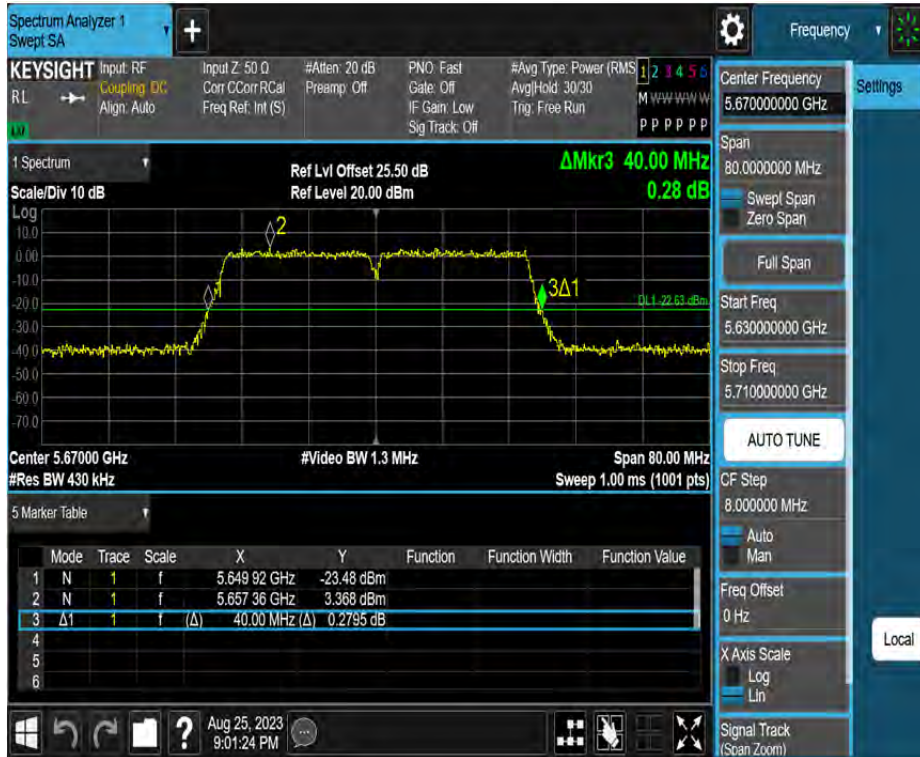 Spectrum Analyzer 1
Swept SA
+
Frequency
KEYSIGHT Input: RF Input Z: 50 Ω #Atten: 20 dB PNO: Fast #Avg Type: Power (RMS 1 2 3 4 5 6
RL Coupling: DC Corr CCorr RCal Preamp: Off Gate: Off Avg|Hold: 30/30 M W W W W W
Align: Auto Freq Ref: Int (S) IF Gain: Low Trig: Free Run
Sig Track: Off P P P P P P
1 Spectrum
Ref Lvl Offset 25.50 dB ΔMkr3 40.00 MHz
Scale/Div 10 dB Ref Level 20.00 dBm 0.28 dB
Log
10.0
0.00
-10.0
-20.0
-30.0
-40.0
-50.0
-60.0
-70.0
2
3Δ1
DL1 -22.63 dBm
Center 5.67000 GHz #Video BW 1.3 MHz Span 80.00 MHz
#Res BW 430 kHz Sweep 1.00 ms (1001 pts)
5 Marker Table
Mode Trace Scale X Y Function Function Width Function Value
1 N 1 f 5.649 92 GHz -23.48 dBm
2 N 1 f 5.657 36 GHz 3.368 dBm
3 Δ1 1 f (Δ) 40.00 MHz (Δ) 0.2795 dB
4
5
6
?
Aug 25, 2023
9:01:24 PM
Center Frequency
5.670000000 GHz
Span
80.0000000 MHz
Swept Span
Zero Span
Full Span
Start Freq
5.630000000 GHz
Stop Freq
5.710000000 GHz
AUTO TUNE
CF Step
8.000000 MHz
Auto
Man
Freq Offset
0 Hz
X Axis Scale
Log
Lin
Signal Track
(Span Zoom)
Settings
Local